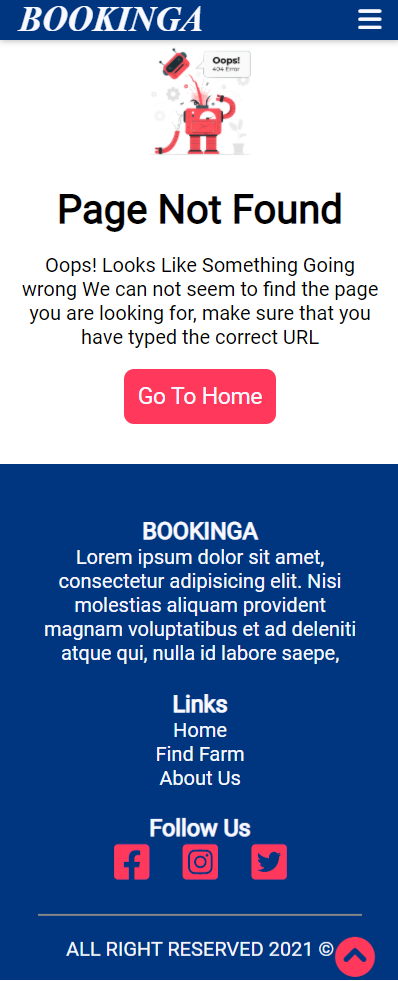 BOOKINGA
Oops!
404 Error
Page Not Found
Oops! Looks Like Something Going
wrong We can not seem to find the page
you are looking for, make sure that you
have typed the correct URL
Go To Home
BOOKINGA
Lorem ipsum dolor sit amet,
consectetur adipisicing elit. Nisi
molestias aliquam provident
magnam voluptatibus et ad deleniti
atque qui, nulla id labore saepe,
Links
Home
Find Farm
About Us
Follow Us
ALL RIGHT RESERVED 2021 ©